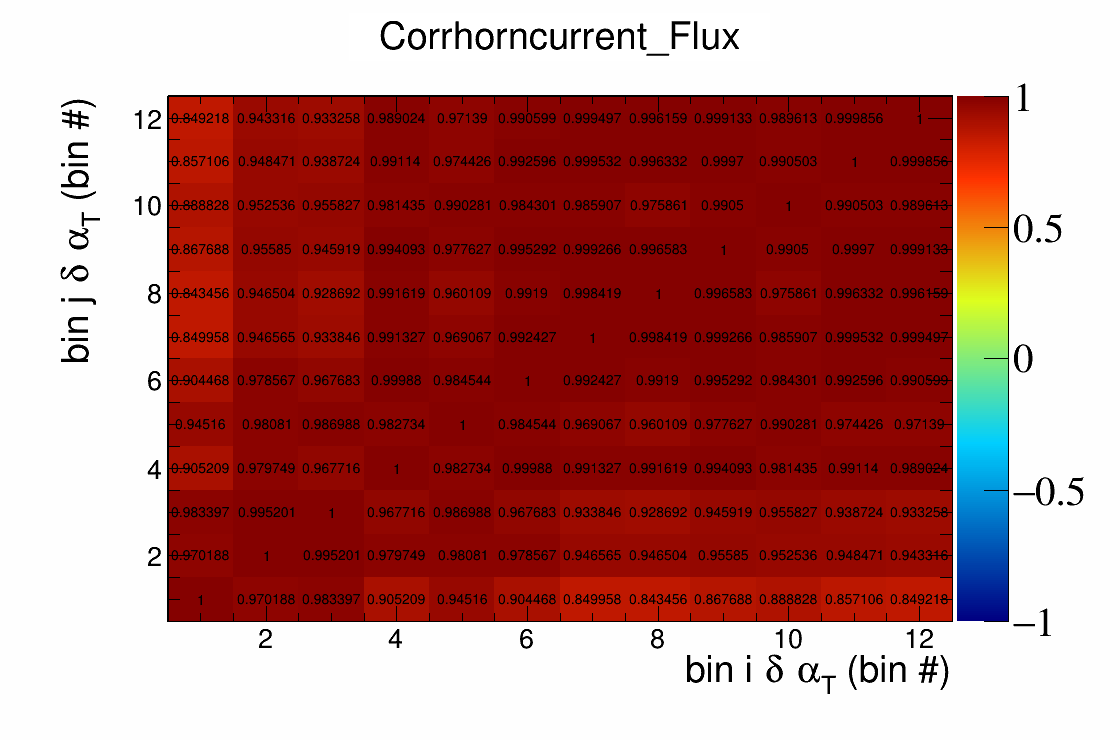 Corrhorncurrent_Flux
bin j δ α_T (bin #)
12 0.849218 0.943316 0.933258 0.989024 0.97139 0.990599 0.999497 0.996159 0.999133 0.989613 0.999856 1
0.857106 0.948471 0.938724 0.99114 0.974426 0.992596 0.999532 0.996332 0.9997 0.990503 1 0.999856
10 0.888828 0.952536 0.955827 0.981435 0.990281 0.984301 0.985907 0.975861 0.9905 1 0.990503 0.989613
0.867688 0.95585 0.945919 0.994093 0.977627 0.995292 0.999266 0.996583 1 0.9905 0.9997 0.999133
8 0.843456 0.946504 0.928692 0.991619 0.960109 0.9919 0.998419 1 0.996583 0.975861 0.996332 0.996159
0.849958 0.946565 0.933846 0.991327 0.969067 0.992427 1 0.998419 0.999266 0.985907 0.999532 0.999497
6 0.904468 0.978567 0.967683 0.99988 0.984544 1 0.992427 0.9919 0.995292 0.984301 0.992596 0.990599
0.94516 0.98081 0.986988 0.982734 1 0.984544 0.969067 0.960109 0.977627 0.990281 0.974426 0.97139
4 0.905209 0.979749 0.967716 1 0.982734 0.99988 0.991327 0.991619 0.994093 0.981435 0.99114 0.989024
0.983397 0.995201 1 0.967716 0.986988 0.967683 0.933846 0.928692 0.945919 0.955827 0.938724 0.933258
2 0.970188 1 0.995201 0.979749 0.98081 0.978567 0.946565 0.946504 0.95585 0.952536 0.948471 0.943316
1 0.970188 0.983397 0.905209 0.94516 0.904468 0.849958 0.843456 0.867688 0.888828 0.857106 0.849218
2 4 6 8 10 12
bin i δ α_T (bin #)
1
0.5
0
−0.5
−1